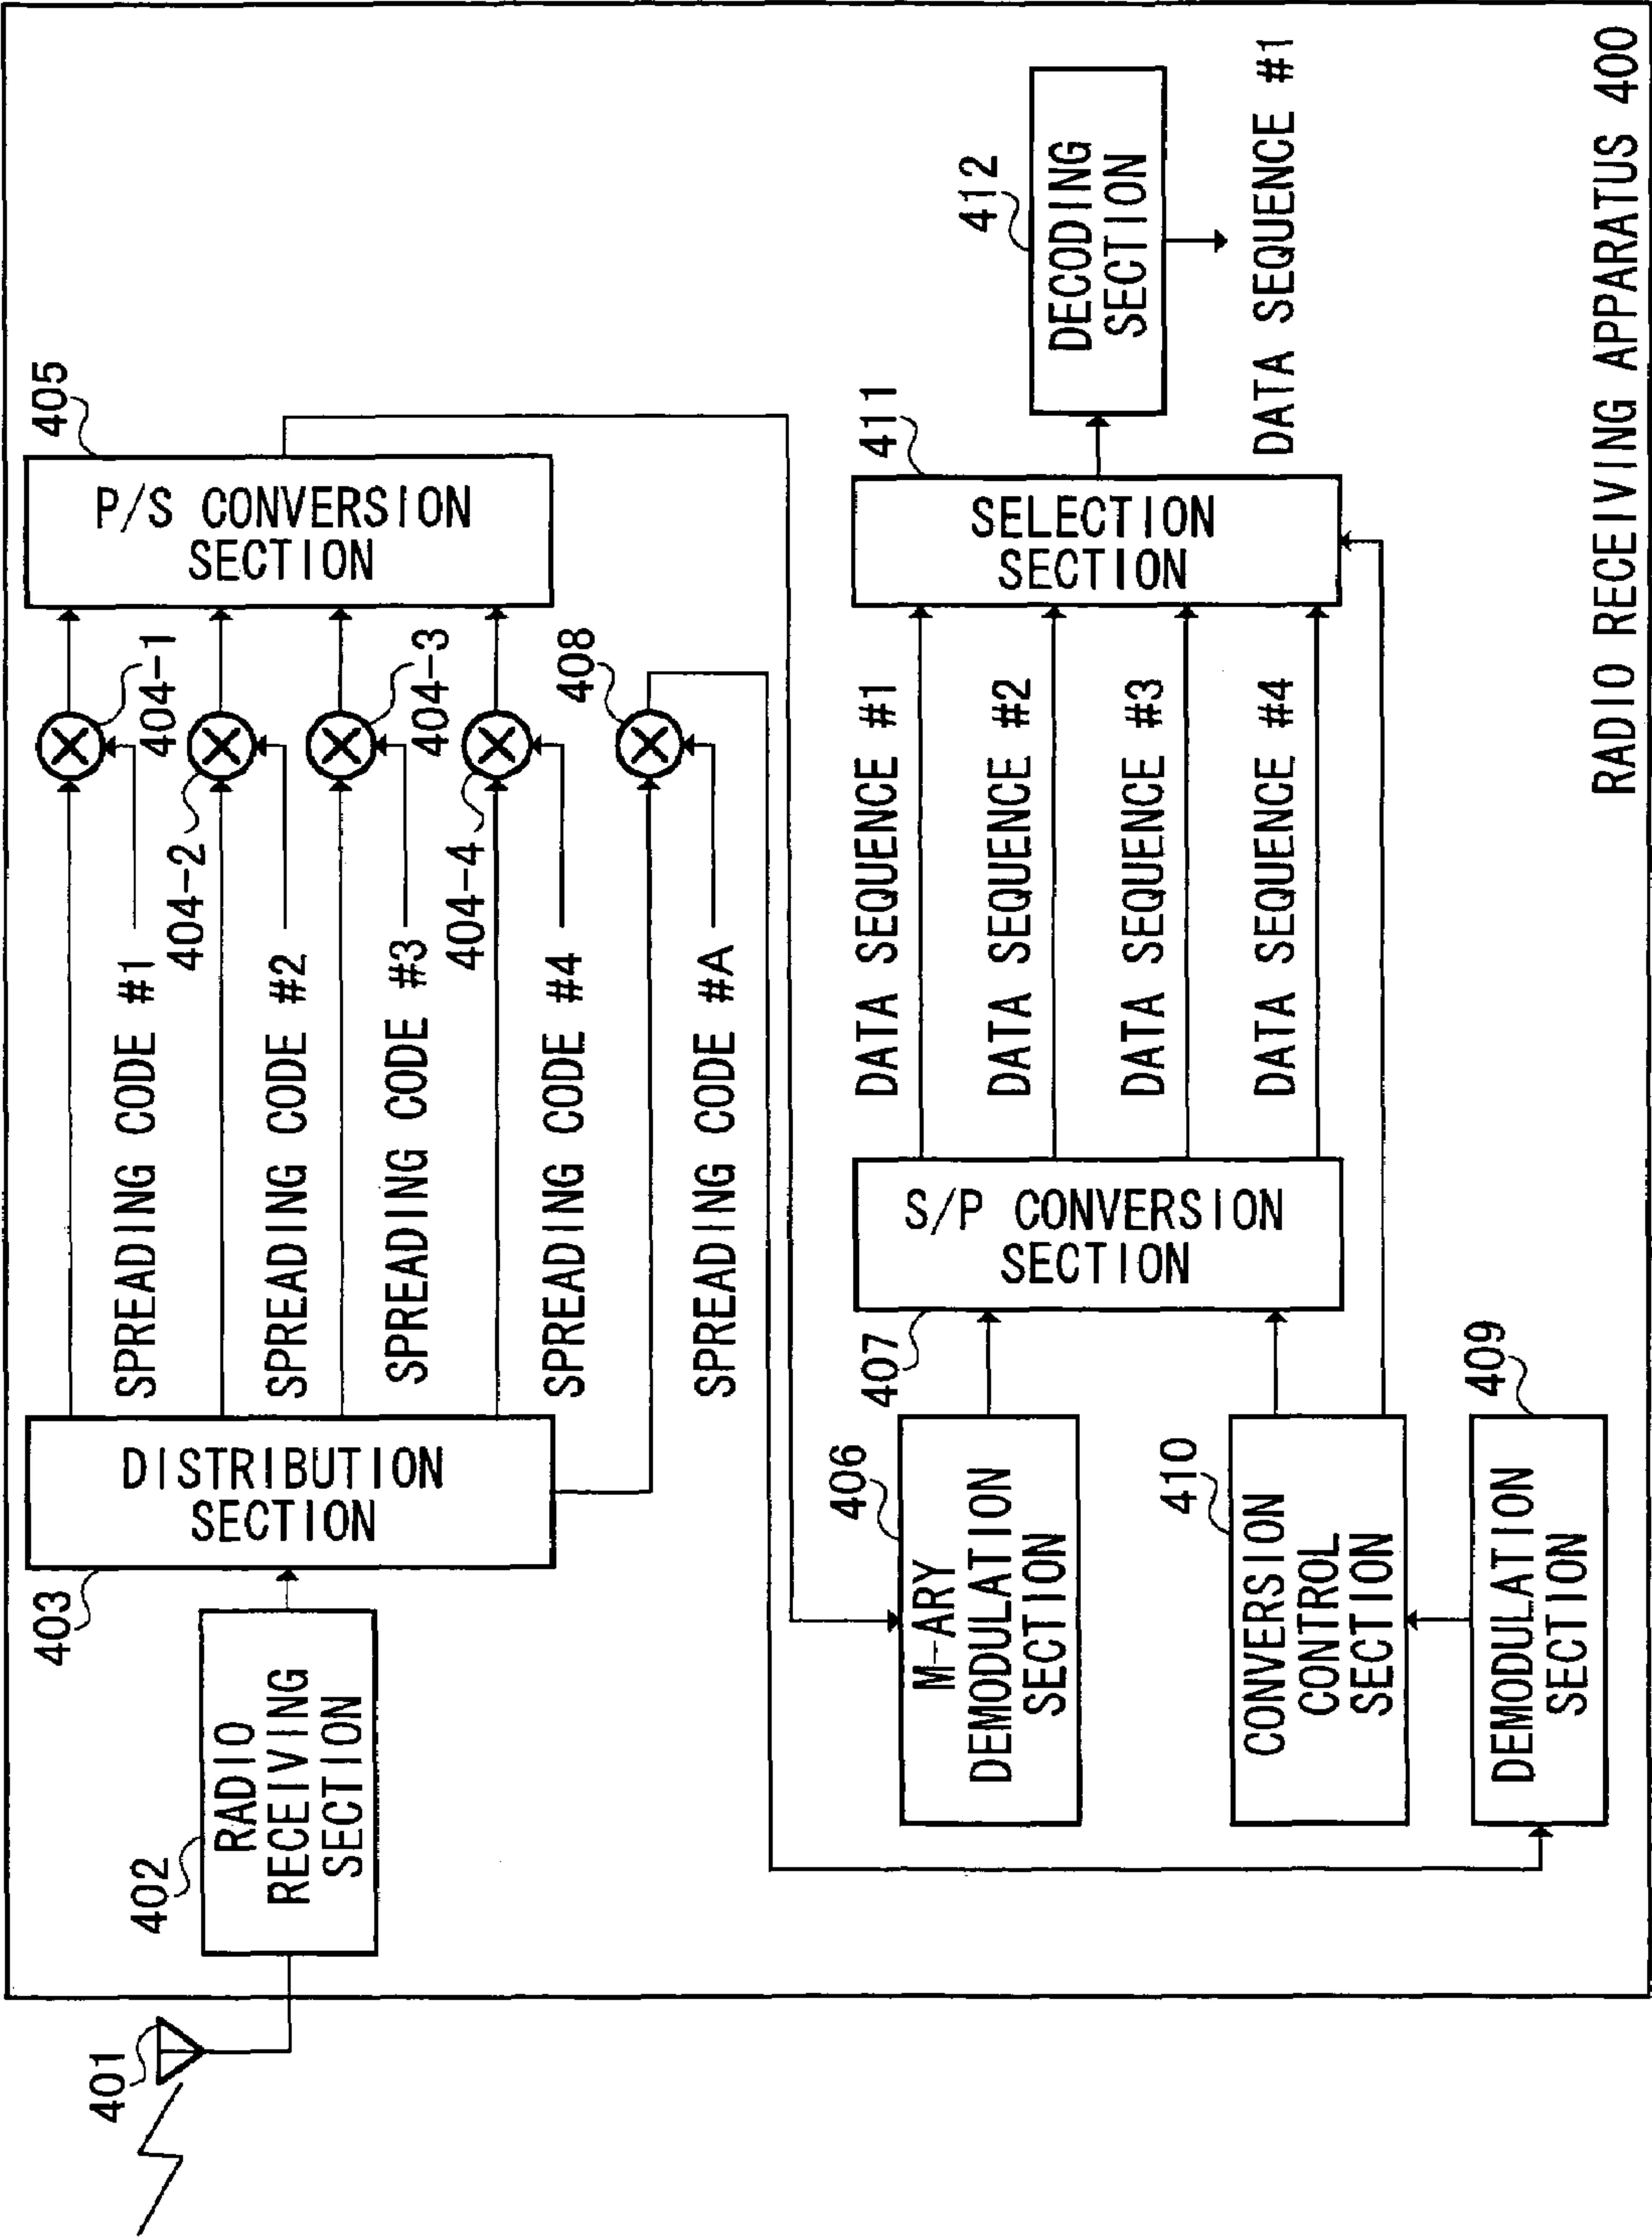 401
402
RADIO
RECEIVING
SECTION
403
DISTRIBUTION
SECTION
SPREADING CODE #1
404-1
SPREADING CODE #2
404-2
SPREADING CODE #3
404-3
SPREADING CODE #4
404-4
SPREADING CODE #A
408
405
P/S CONVERSION
SECTION
406
M-ARY
DEMODULATION
SECTION
407
S/P CONVERSION
SECTION
410
CONVERSION
CONTROL
SECTION
409
DEMODULATION
SECTION
DATA SEQUENCE #1
DATA SEQUENCE #2
DATA SEQUENCE #3
DATA SEQUENCE #4
411
SELECTION
SECTION
412
DECODING
SECTION
DATA SEQUENCE #1
RADIO RECEIVING APPARATUS 400